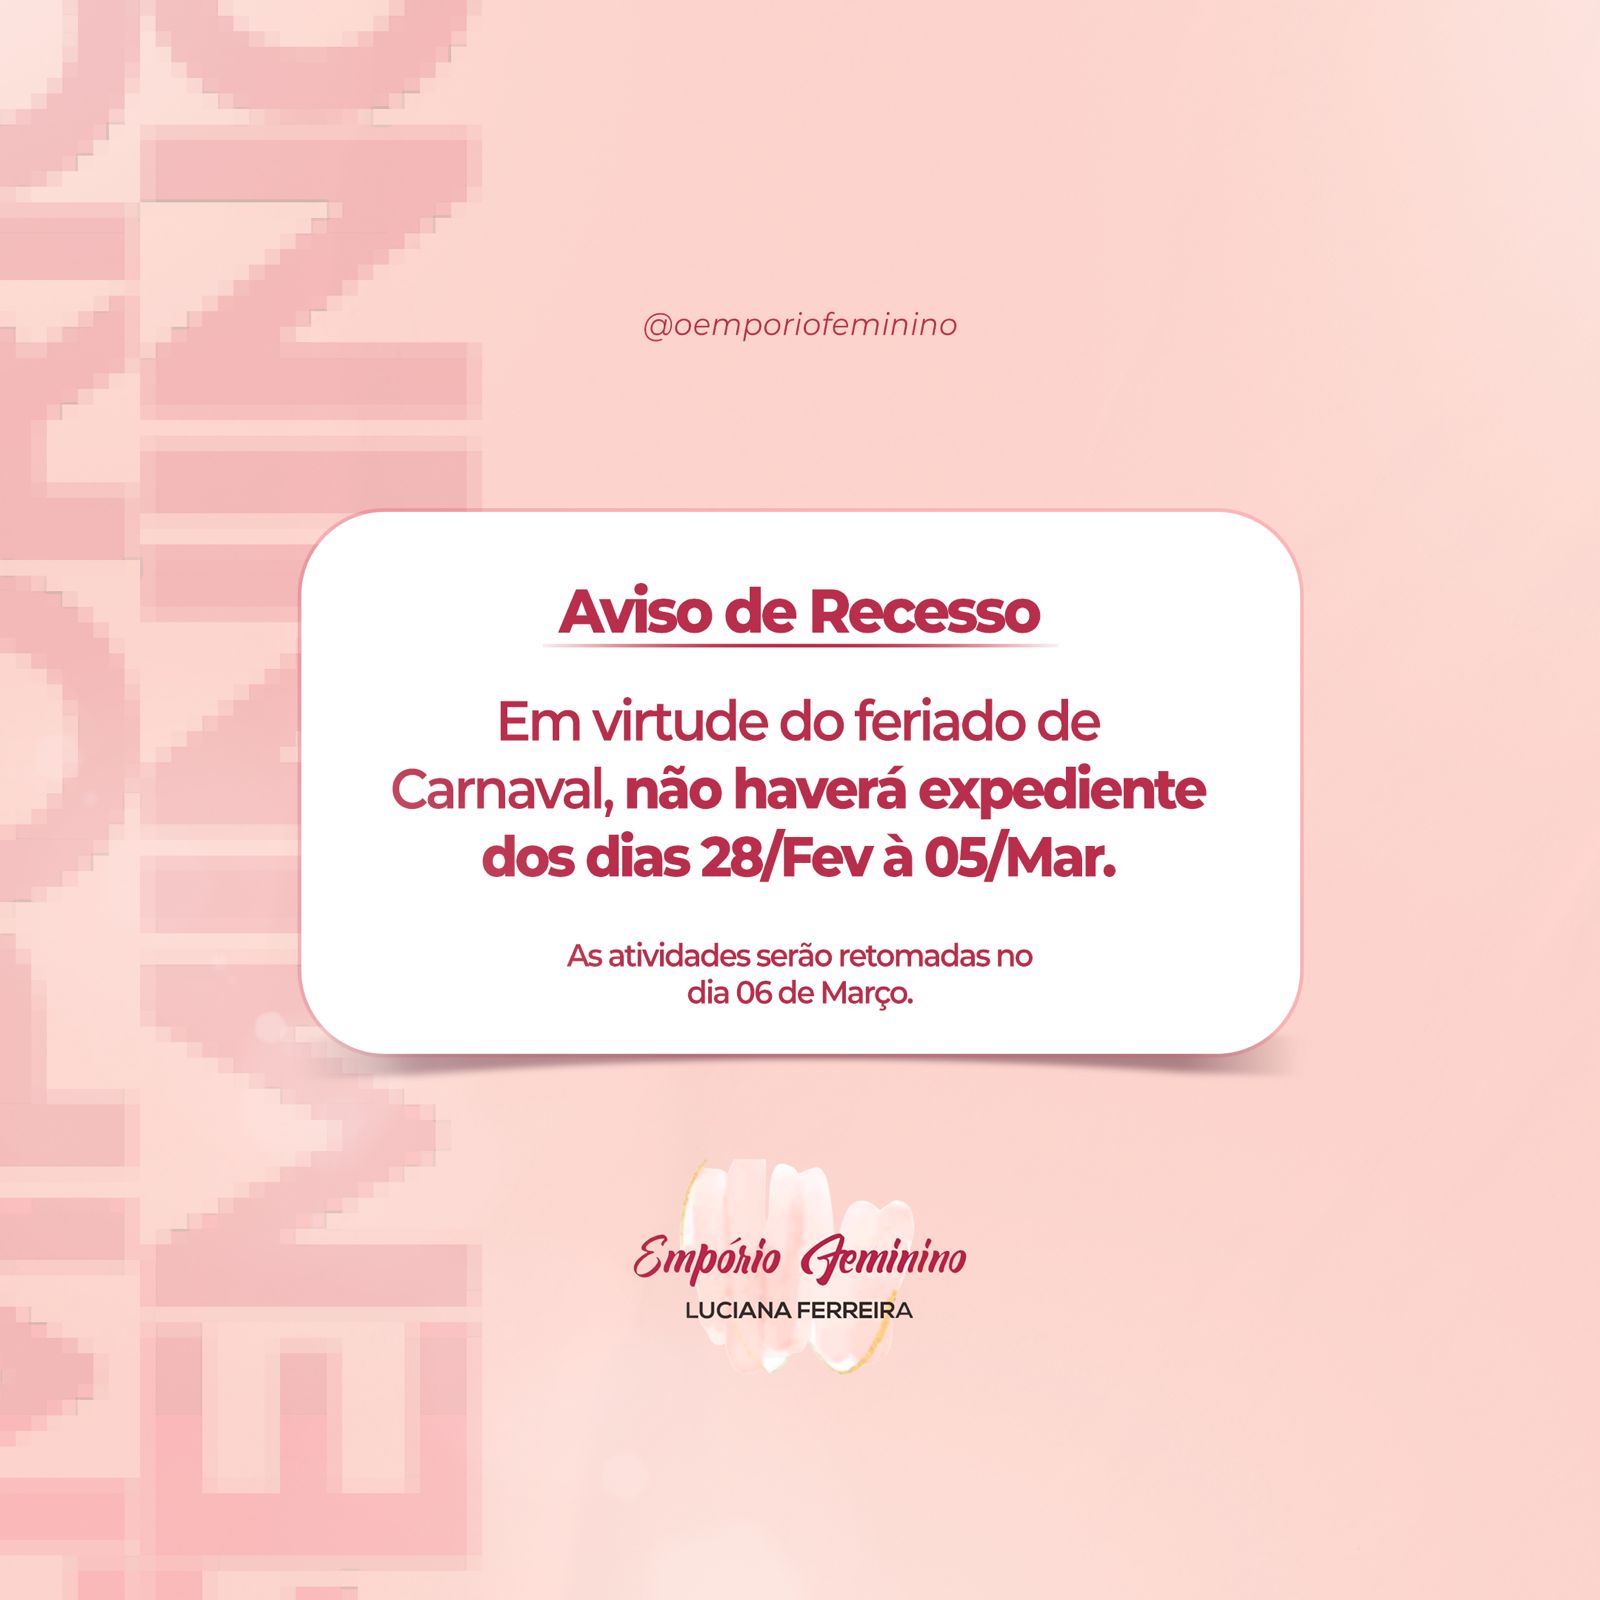 @oemporiofeminino
Aviso de Recesso
Em virtude do feriado de
Carnaval, não haverá expediente
dos dias 28/Fev à 05/Mar.
As atividades serão retomadas no
dia 06 de Março.
Empório Feminino
LUCIANA FERREIRA